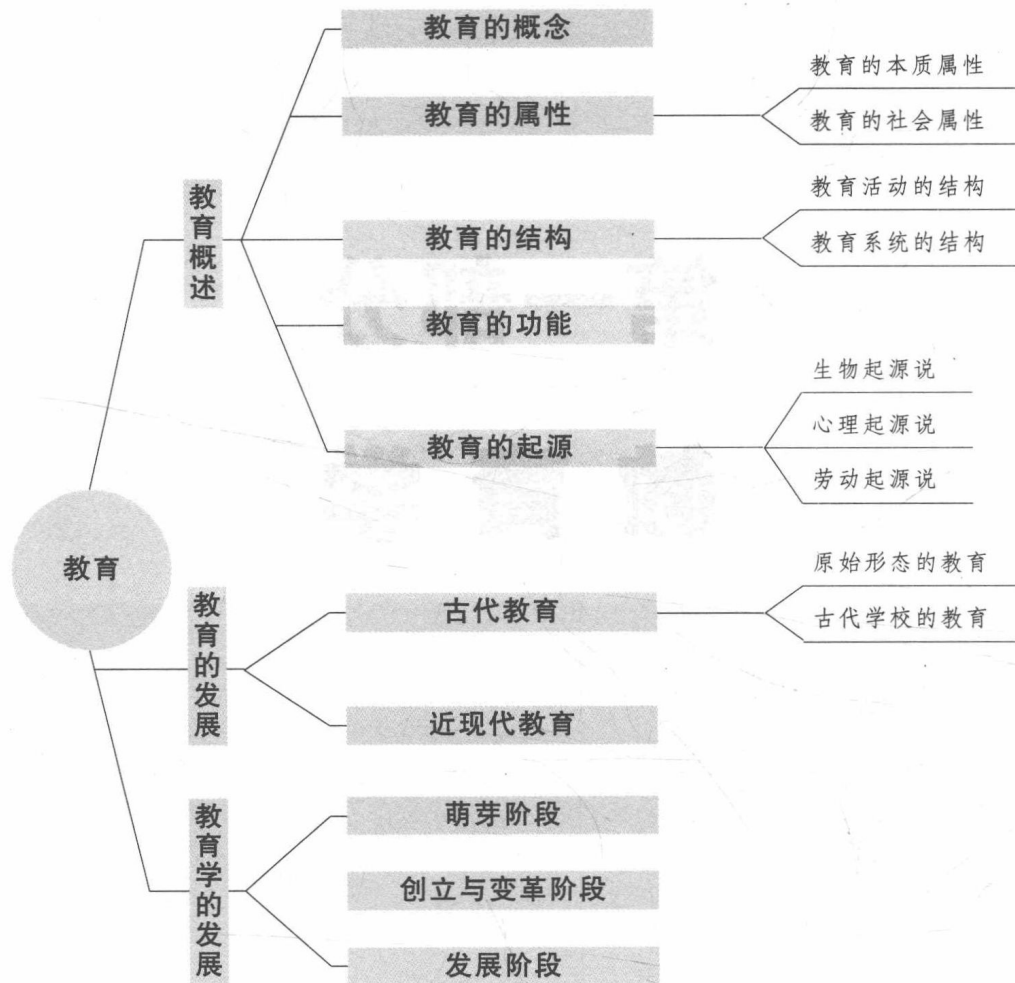 教育
教育概述
教育的概念
教育的属性
教育的本质属性
教育的社会属性
教育的结构
教育活动的结构
教育系统的结构
教育的功能
教育的起源
生物起源说
心理起源说
劳动起源说
教育的发展
古代教育
原始形态的教育
古代学校的教育
近现代教育
教育学的发展
萌芽阶段
创立与变革阶段
发展阶段